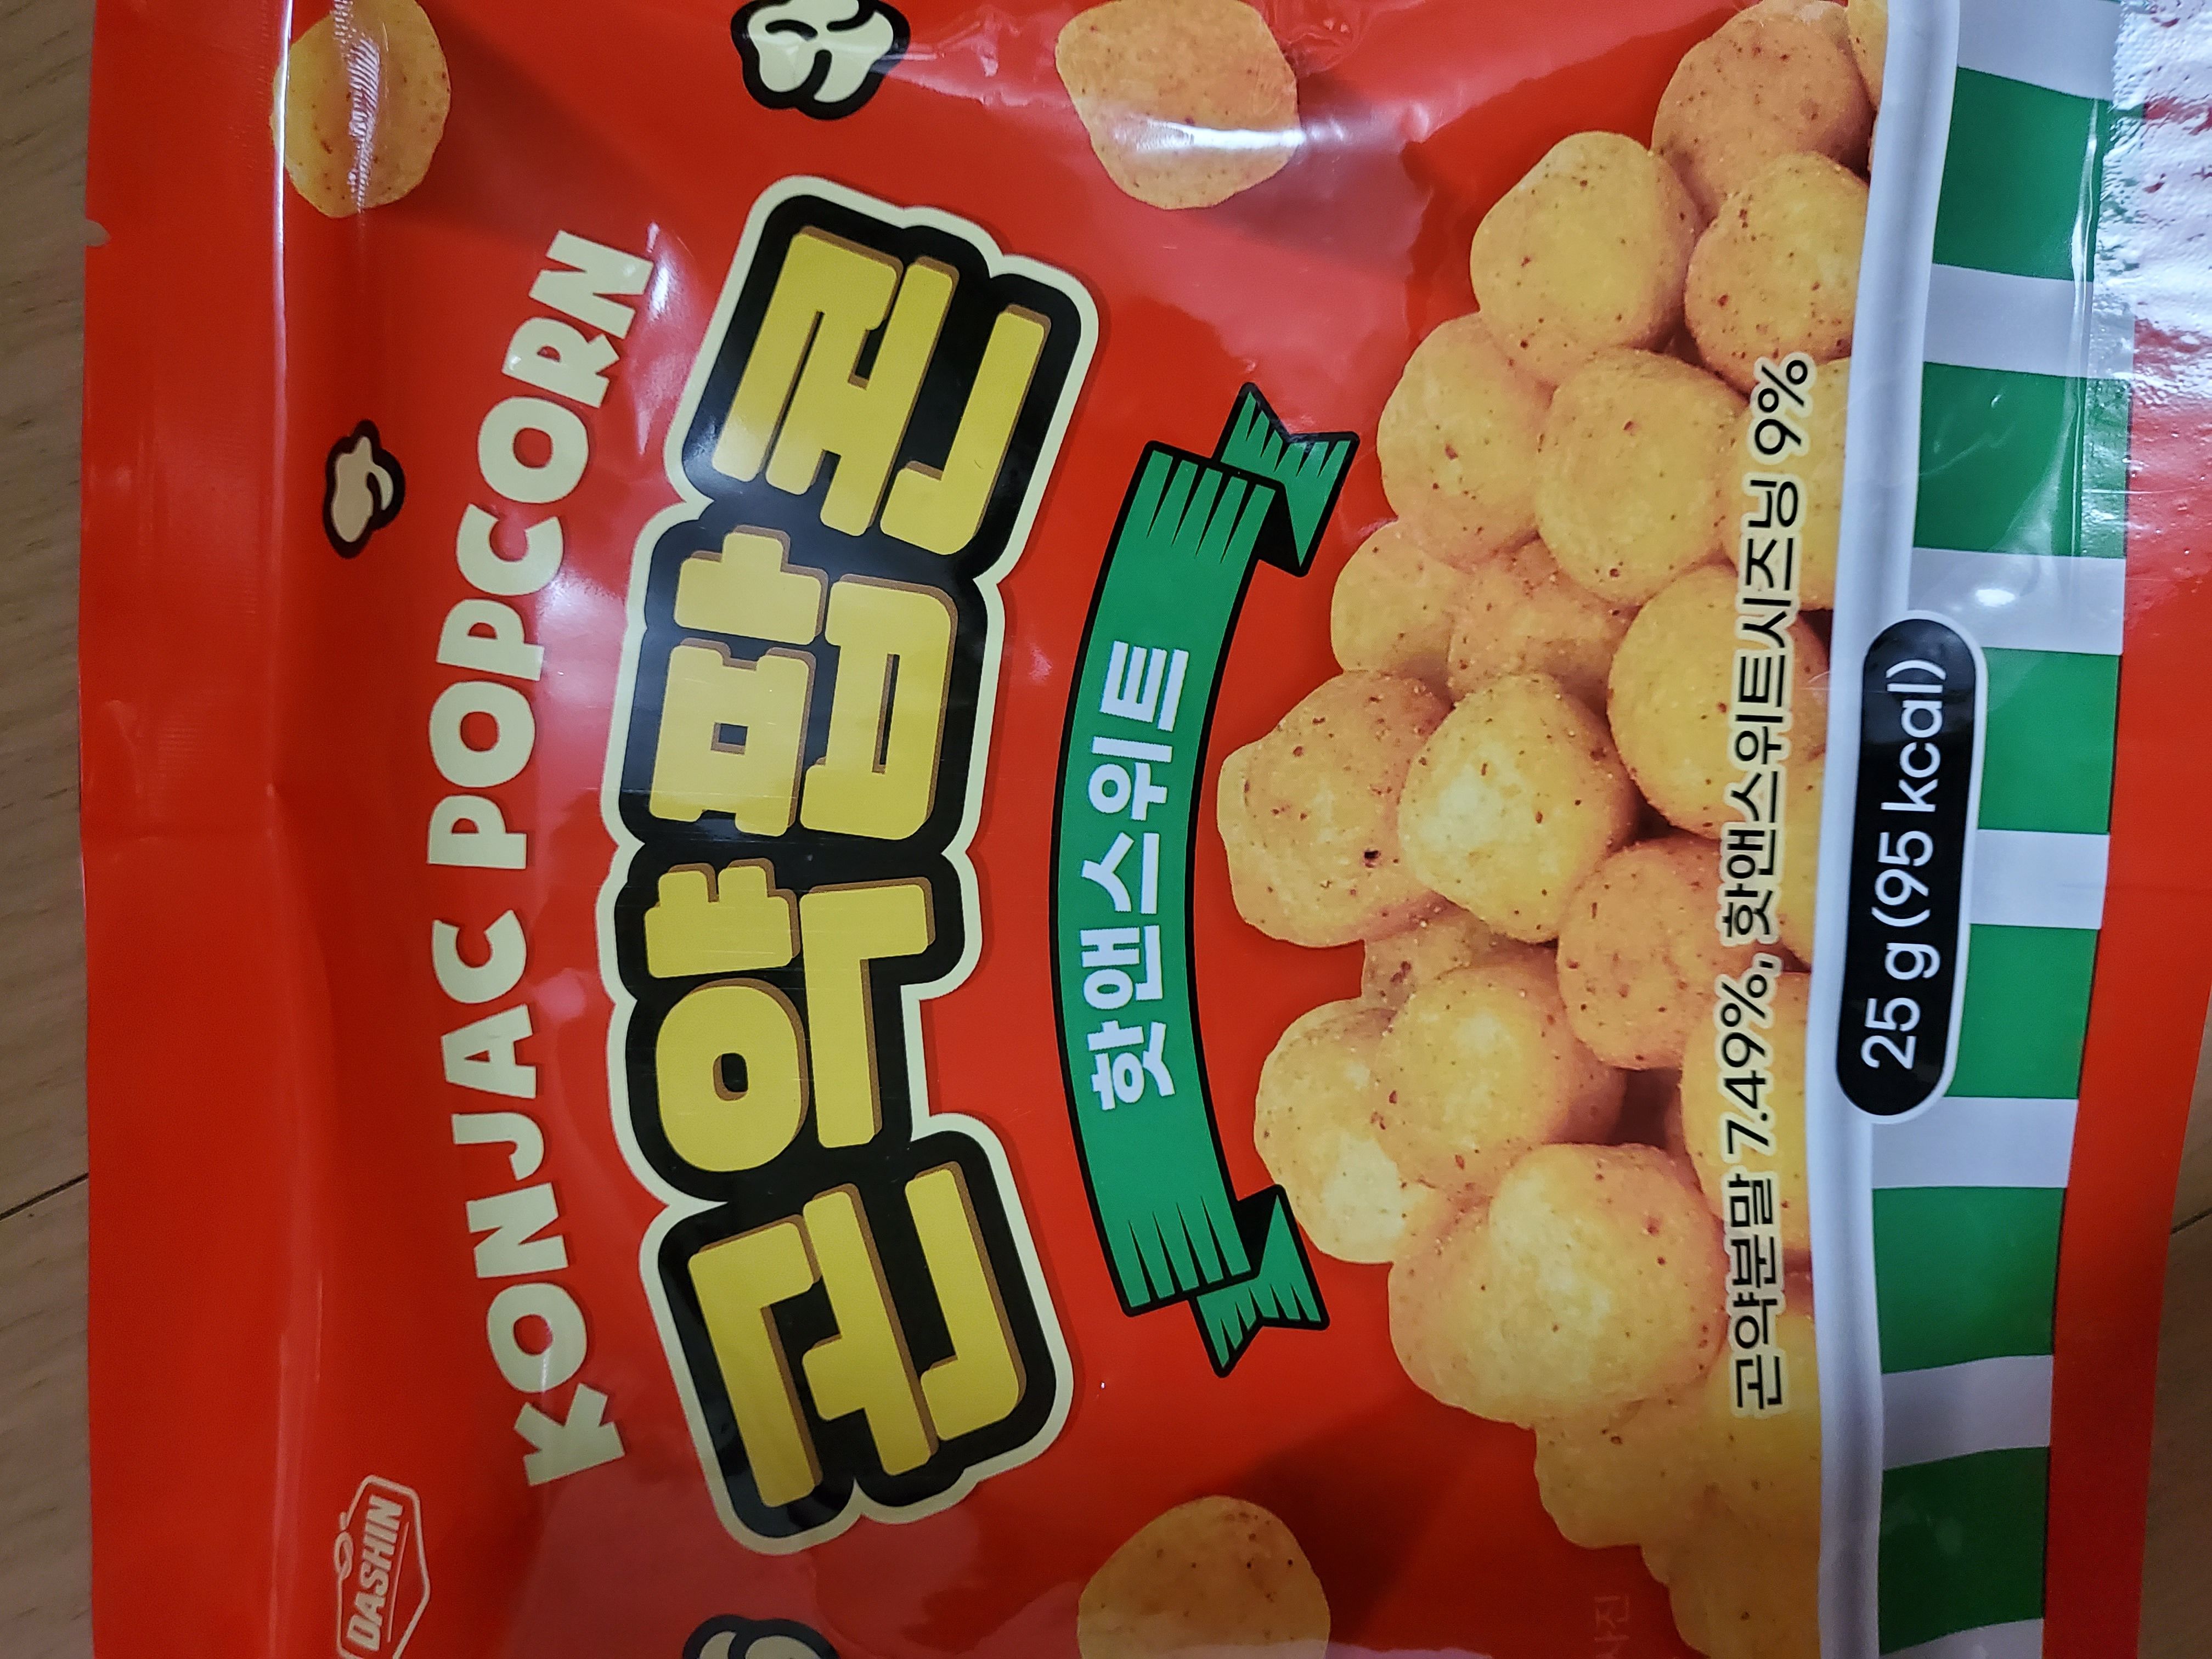 DASHIN
KONJAC POPCORN
곤약팝콘
핫앤스위트
곤약분말 7.49%, 핫앤스위트시즈닝 9%
25 g (95 kcal)